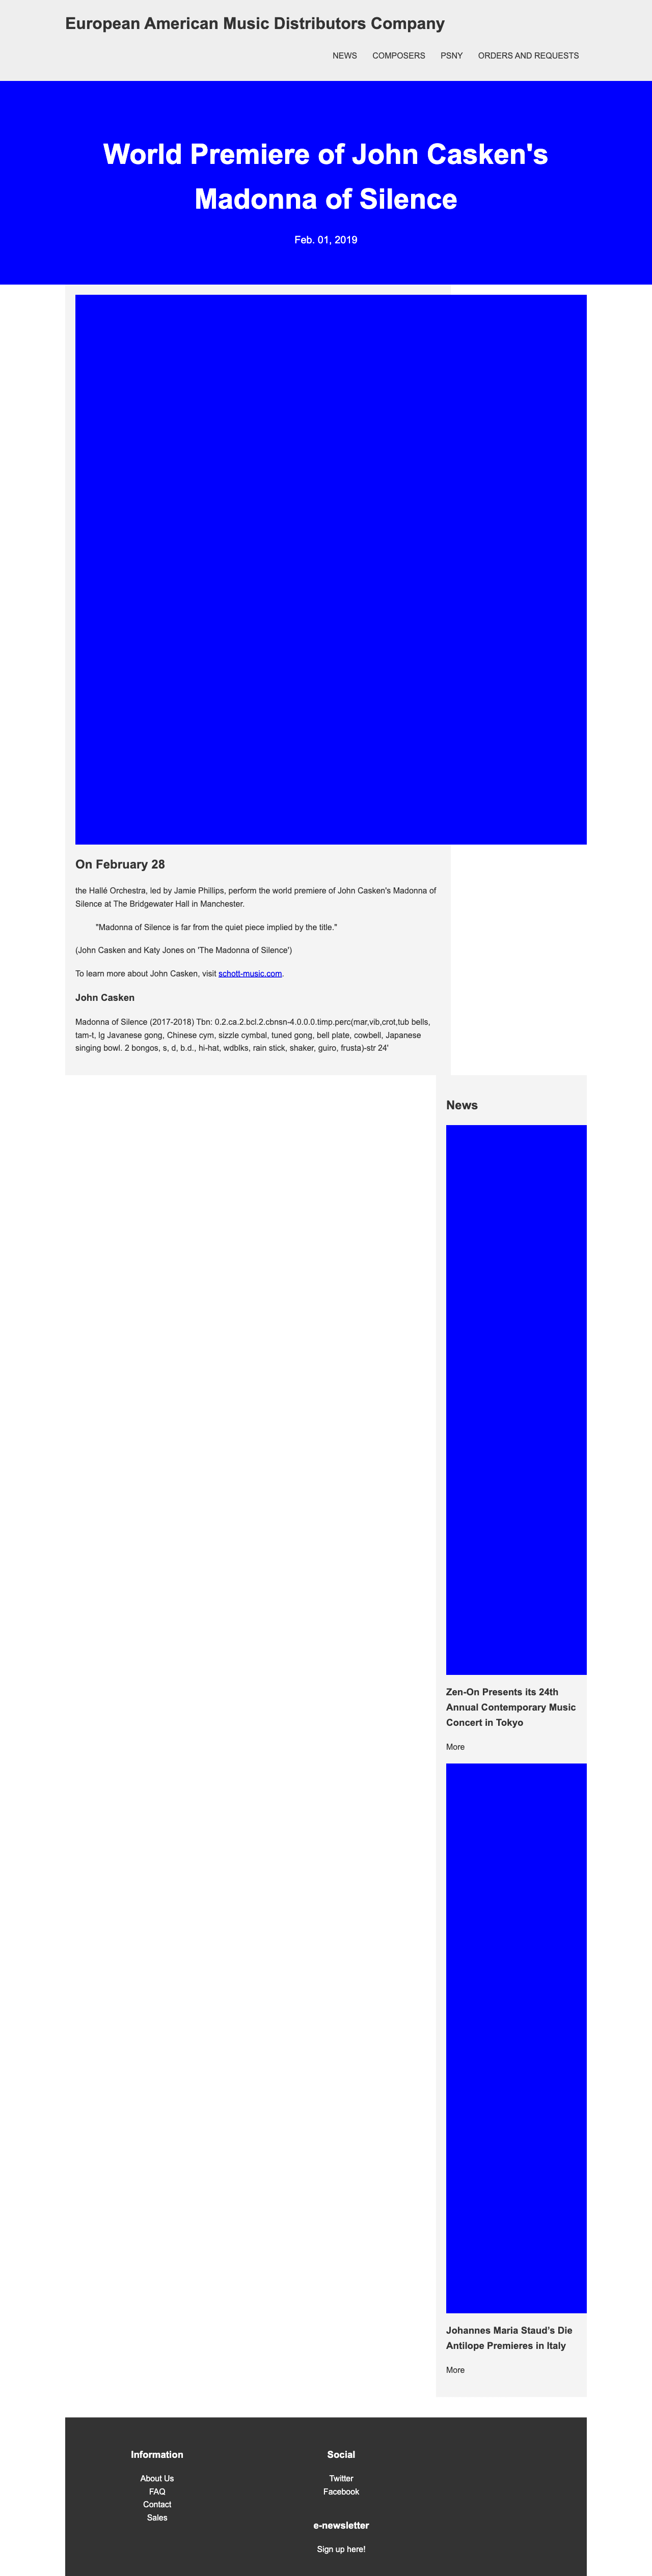 European American Music Distributors Company
NEWS COMPOSERS PSNY ORDERS AND REQUESTS
World Premiere of John Casken's
Madonna of Silence
Feb. 01, 2019
On February 28
the Hallé Orchestra, led by Jamie Phillips, perform the world premiere of John Casken's Madonna of
Silence at The Bridgewater Hall in Manchester.
"Madonna of Silence is far from the quiet piece implied by the title."
(John Casken and Katy Jones on 'The Madonna of Silence')
To learn more about John Casken, visit schott-music.com.
John Casken
Madonna of Silence (2017-2018) Tbn: 0.2.ca.2.bcl.2.cbnsn-4.0.0.0.timp.perc(mar,vib,crot,tub bells,
tam-t, lg Javanese gong, Chinese cym, sizzle cymbal, tuned gong, bell plate, cowbell, Japanese
singing bowl. 2 bongos, s, d, b.d., hi-hat, wdblks, rain stick, shaker, guiro, frusta)-str 24'
News
Zen-On Presents its 24th
Annual Contemporary Music
Concert in Tokyo
More
Johannes Maria Staud's Die
Antilope Premieres in Italy
More
Information
About Us
FAQ
Contact
Sales
Social
Twitter
Facebook
e-newsletter
Sign up here!